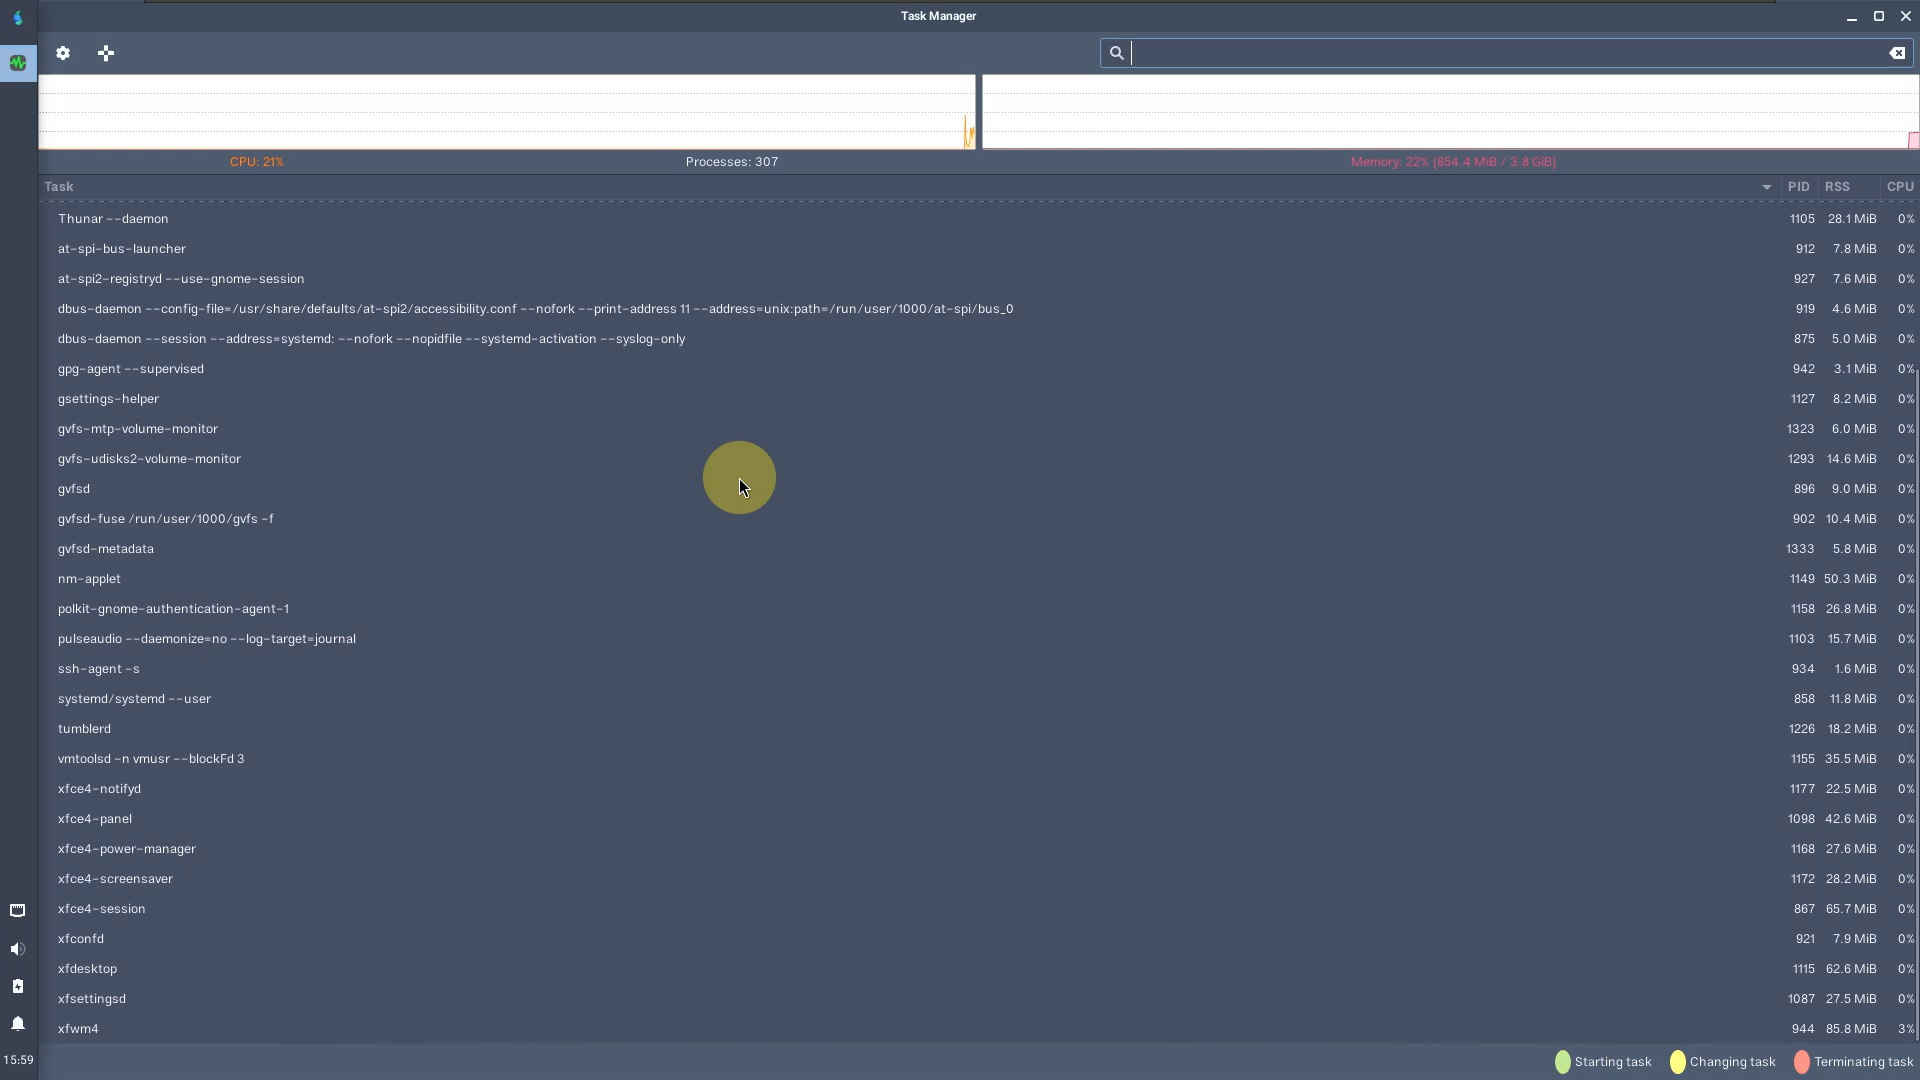 Task Manager
CPU: 21% Processes: 307 Memory: 22% (854.4 MiB / 3.8 GiB)
Task PID RSS CPU
Thunar --daemon 1105 28.1 MiB 0%
at-spi-bus-launcher 912 7.8 MiB 0%
at-spi2-registryd --use-gnome-session 927 7.6 MiB 0%
dbus-daemon --config-file=/usr/share/defaults/at-spi2/accessibility.conf --nofork --print-address 11 --address=unix:path=/run/user/1000/at-spi/bus_0 919 4.6 MiB 0%
dbus-daemon --session --address=systemd: --nofork --nopidfile --systemd-activation --syslog-only 875 5.0 MiB 0%
gpg-agent --supervised 942 3.1 MiB 0%
gsettings-helper 1127 8.2 MiB 0%
gvfs-mtp-volume-monitor 1323 6.0 MiB 0%
gvfs-udisks2-volume-monitor 1293 14.6 MiB 0%
gvfsd 896 9.0 MiB 0%
gvfsd-fuse /run/user/1000/gvfs -f 902 10.4 MiB 0%
gvfsd-metadata 1333 5.8 MiB 0%
nm-applet 1149 50.3 MiB 0%
polkit-gnome-authentication-agent-1 1158 26.8 MiB 0%
pulseaudio --daemonize=no --log-target=journal 1103 15.7 MiB 0%
ssh-agent -s 934 1.6 MiB 0%
systemd/systemd --user 858 11.8 MiB 0%
tumblerd 1226 18.2 MiB 0%
vmtoolsd -n vmusr --blockFd 3 1155 35.5 MiB 0%
xfce4-notifyd 1177 22.5 MiB 0%
xfce4-panel 1098 42.6 MiB 0%
xfce4-power-manager 1168 27.6 MiB 0%
xfce4-screensaver 1172 28.2 MiB 0%
xfce4-session 867 65.7 MiB 0%
xfconfd 921 7.9 MiB 0%
xfdesktop 1115 62.6 MiB 0%
xfsettingsd 1087 27.5 MiB 0%
xfwm4 944 85.8 MiB 3%
15:59
Starting task Changing task Terminating task